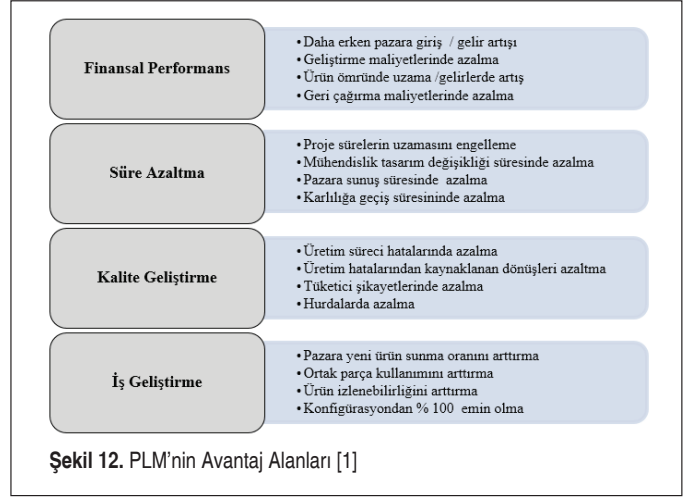 Finansal Performans
• Daha erken pazara giriş / gelir artışı
• Geliştirme maliyetlerinde azalma
• Ürün ömründe uzama /gelirlerde artış
• Geri çağırma maliyetlerinde azalma
Süre Azaltma
• Proje sürelerin uzamasını engelleme
• Mühendislik tasarım değişikliği süresinde azalma
• Pazara sunuş süresinde azalma
• Karlılığa geçiş süresininde azalma
Kalite Geliştirme
• Üretim süreci hatalarında azalma
• Üretim hatalarından kaynaklanan dönüşleri azaltma
• Tüketici şikayetlerinde azalma
• Hurdalarda azalma
İş Geliştirme
• Pazara yeni ürün sunma oranını arttırma
• Ortak parça kullanımını arttırma
• Ürün izlenebilirliğini arttırma
• Konfigürasyondan % 100 emin olma
Şekil 12. PLM'nin Avantaj Alanları [1]